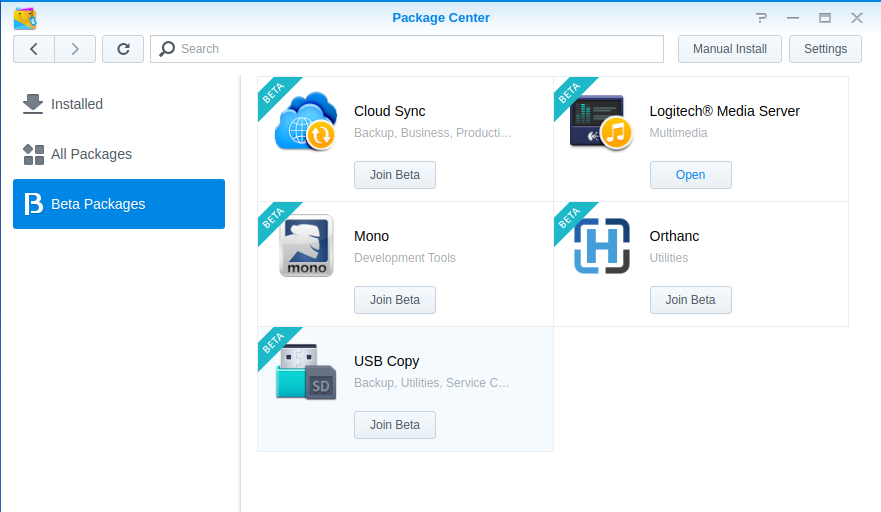 Package Center
Search
Manual Install
Settings
Installed
All Packages
Beta Packages
BETA
Cloud Sync
Backup, Business, Producti…
Join Beta
BETA
Logitech® Media Server
Multimedia
Open
BETA
mono
Mono
Development Tools
Join Beta
BETA
H
Orthanc
Utilities
Join Beta
BETA
SD
USB Copy
Backup, Utilities, Service C…
Join Beta